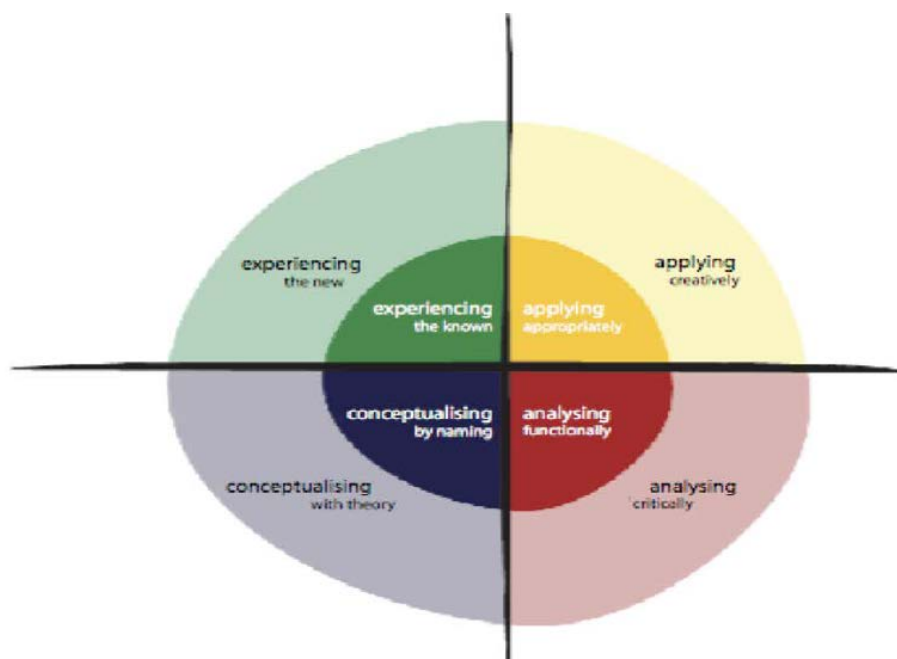 experiencing
the new
experiencing
the known
applying
appropriately
applying
creatively
conceptualising
by naming
analysing
functionally
conceptualising
with theory
analysing
critically